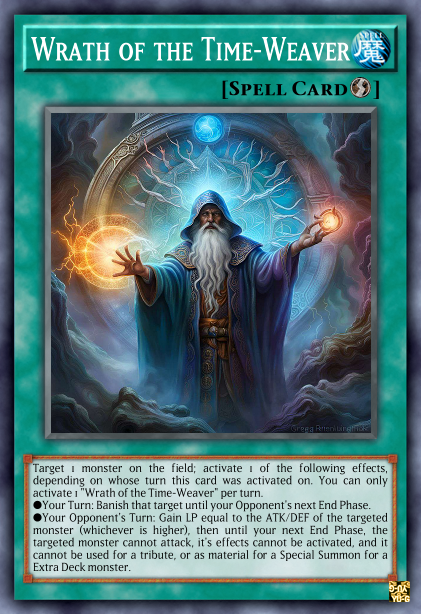 Wrath of the Time-Weaver
SPELL
魔
[Spell Card]
Target 1 monster on the field; activate 1 of the following effects,
depending on whose turn this card was activated on. You can only
activate 1 "Wrath of the Time-Weaver" per turn.
●Your Turn: Banish that target until your Opponent's next End Phase.
●Your Opponent's Turn: Gain LP equal to the ATK/DEF of the targeted
monster (whichever is higher), then until your next End Phase, the
targeted monster cannot attack, it's effects cannot be activated, and it
cannot be used for a tribute, or as material for a Special Summon for a
Extra Deck monster.